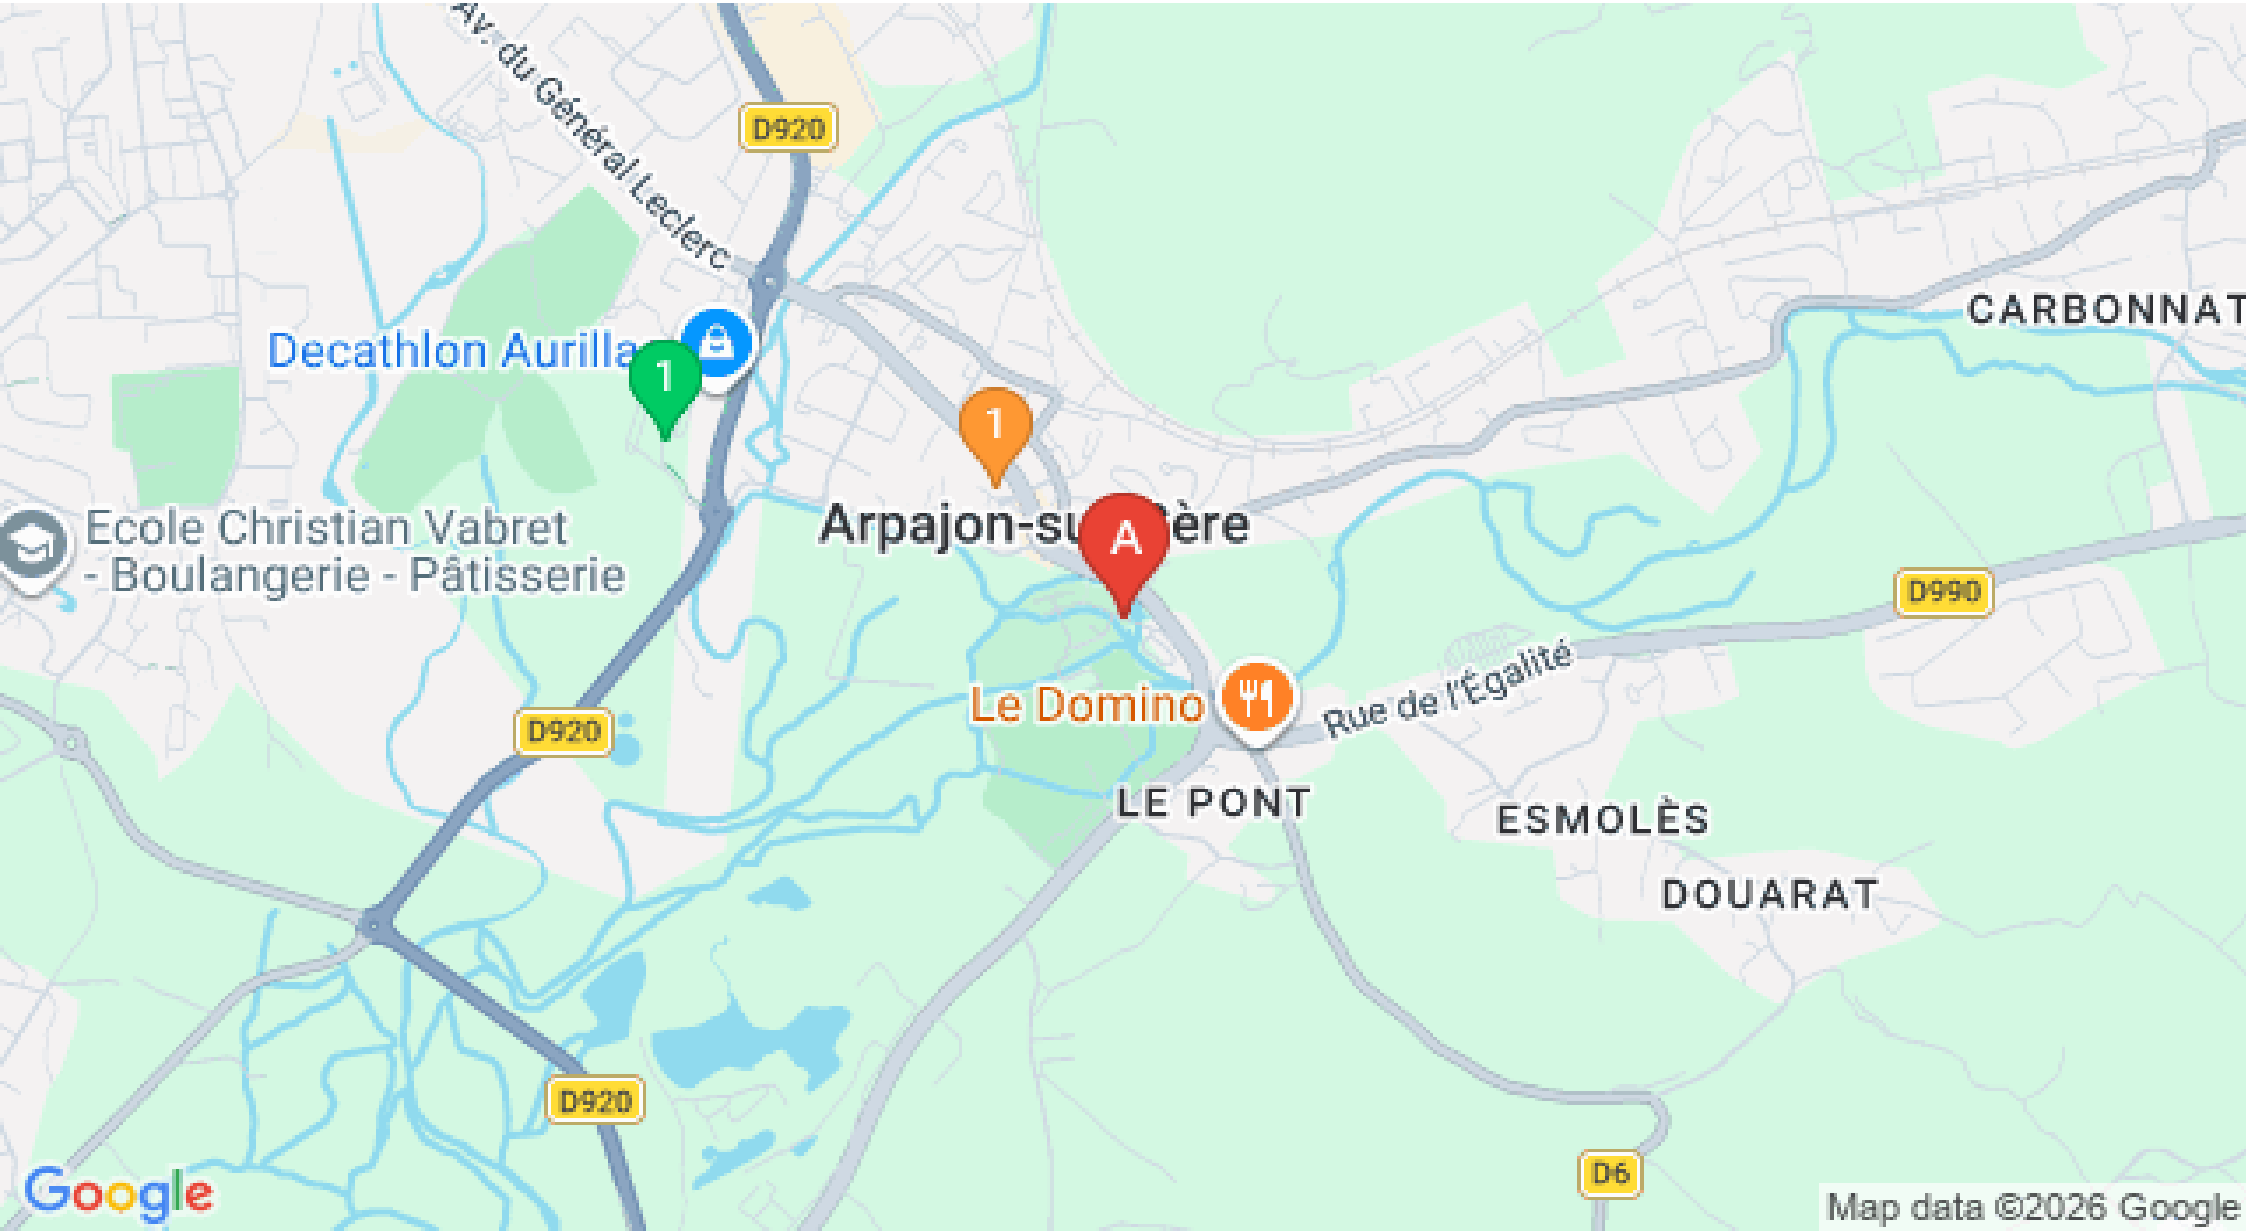 Av. du Général Leclerc
D920
CARBONNAT
Decathlon Aurilla
1
1
Arpajon-su
ère
A
Ecole Christian Vabret
- Boulangerie - Pâtisserie
D990
Rue de l'Égalité
Le Domino
D920
LE PONT
ESMOLÈS
DOUARAT
D920
D6
Google
Map data ©2026 Google